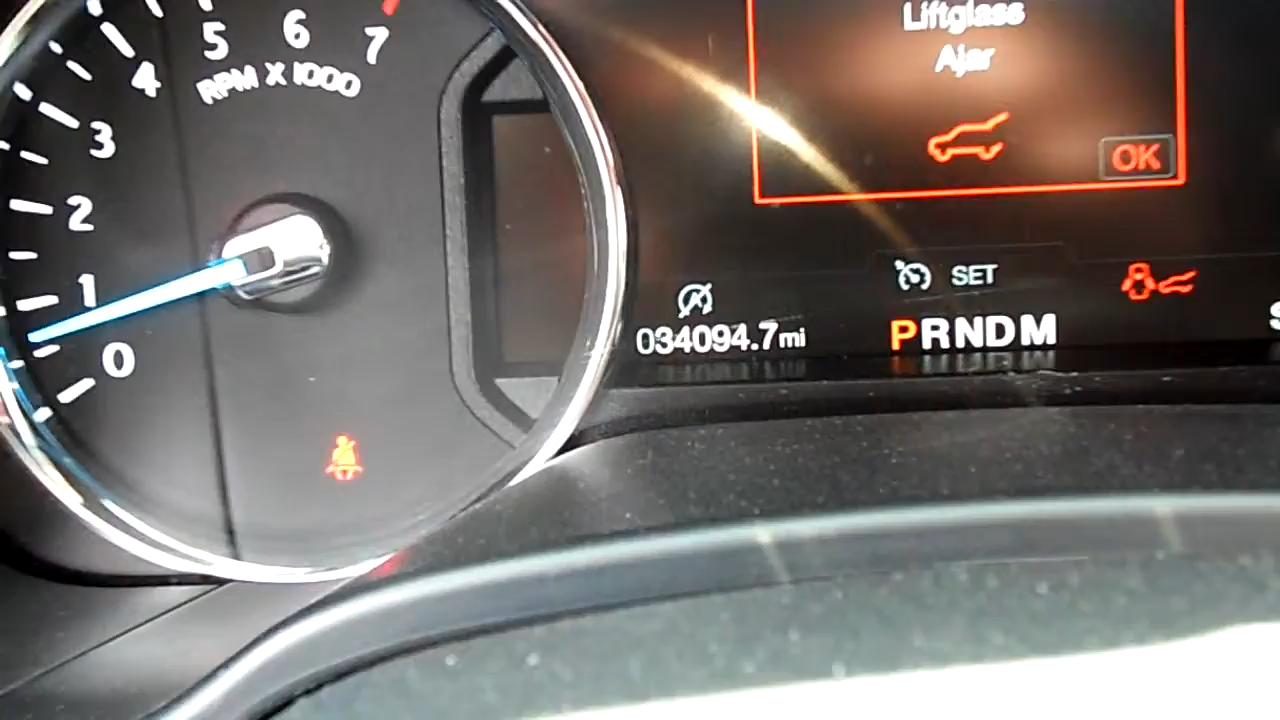 Liftglass
Ajar
OK
5
6
7
4
RPM X 1000
3
2
1
0
SET
034094.7mi
PRNDM